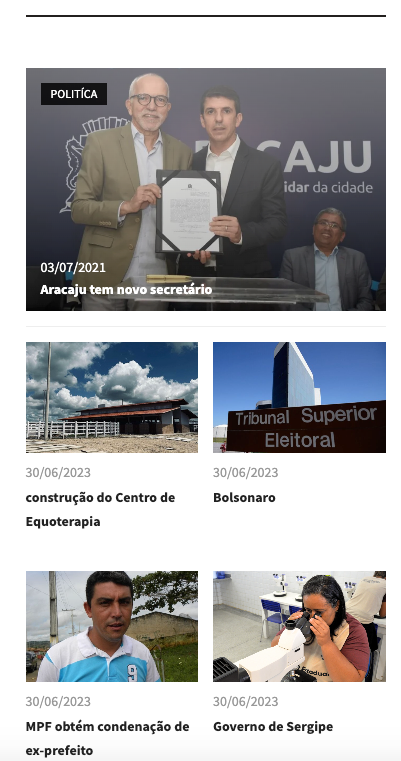 POLITÍCA
CAJU
idar da cidade
03/07/2021
Aracaju tem novo secretário
Tribunal Superior
Eleitoral
30/06/2023
construção do Centro de
Equoterapia
30/06/2023
Bolsonaro
30/06/2023
MPF obtém condenação de
ex-prefeito
30/06/2023
Governo de Sergipe